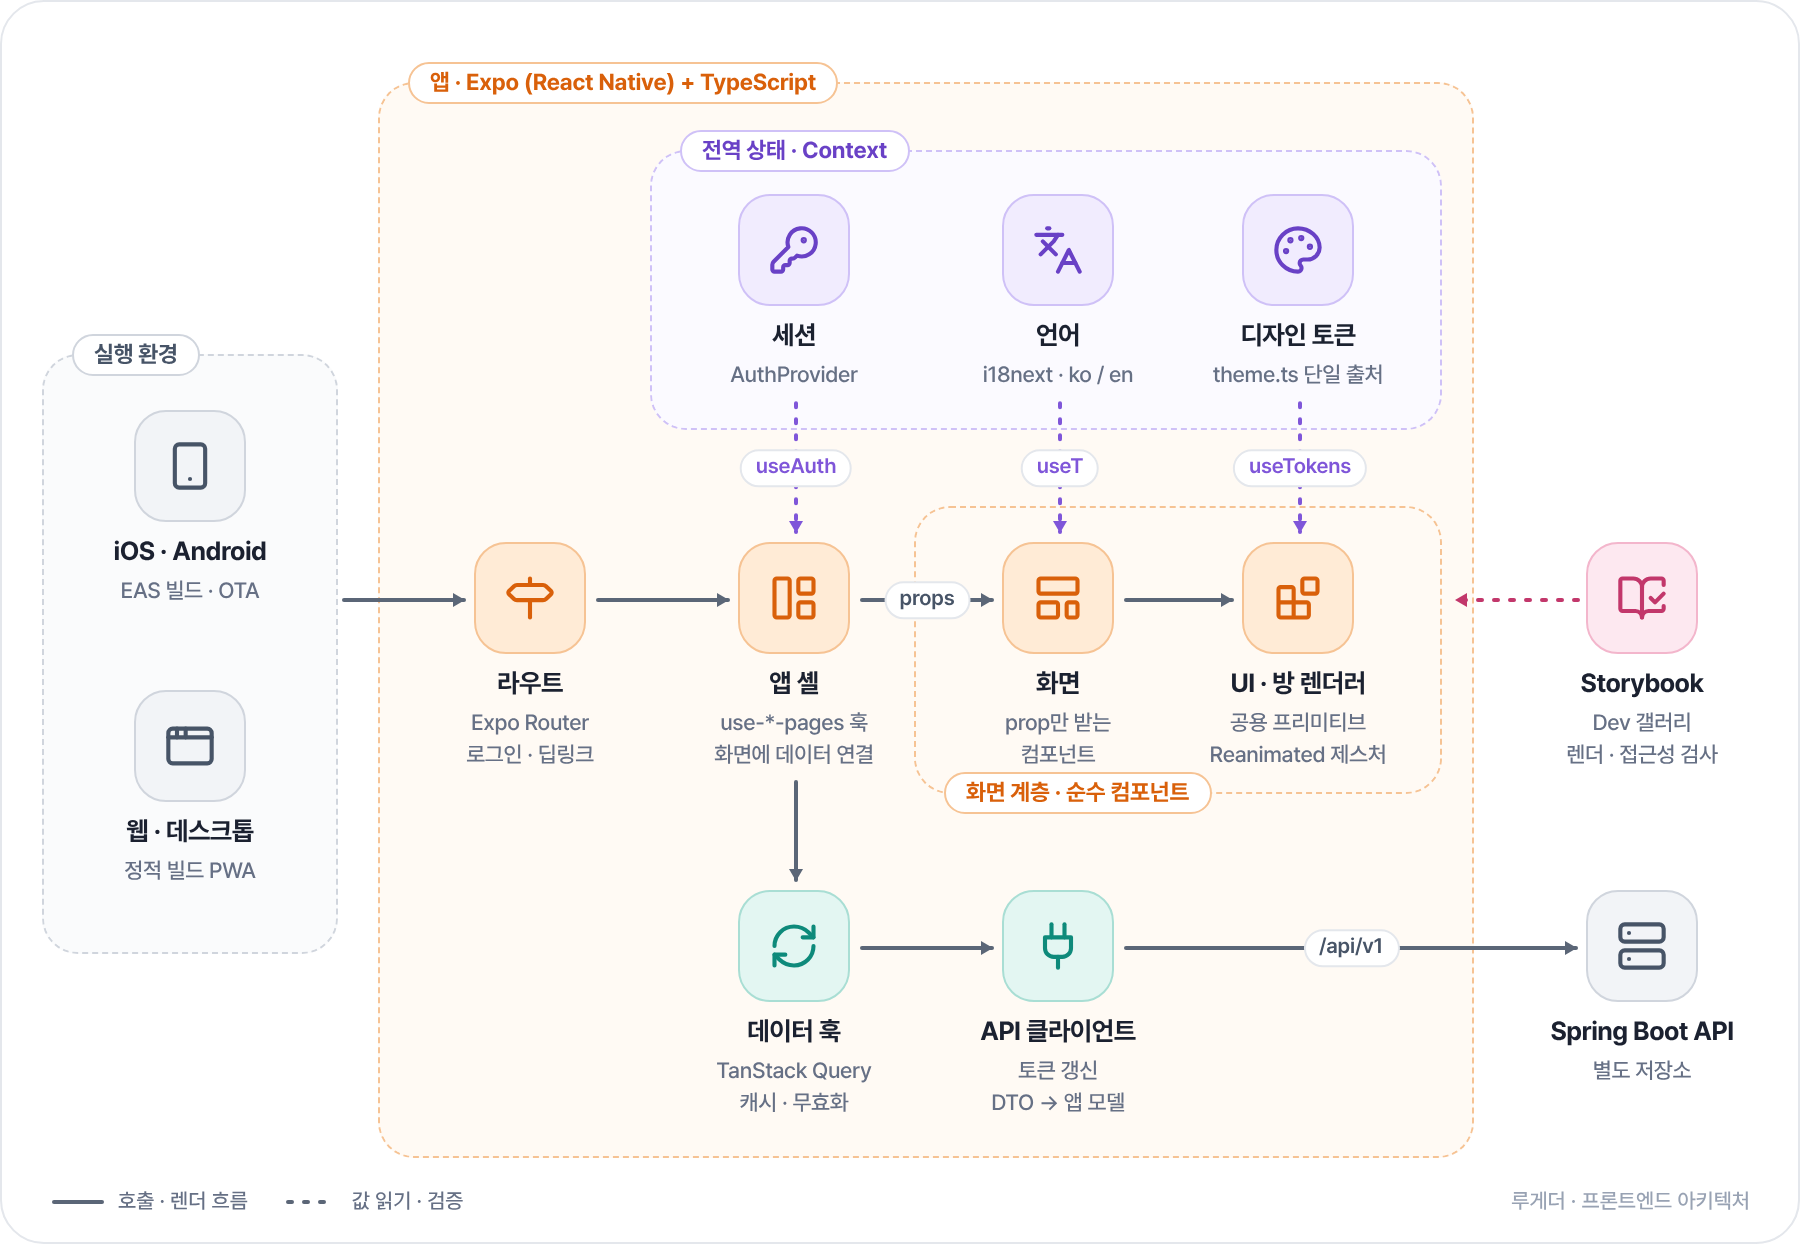 앱 · Expo (React Native) + TypeScript
전역 상태 · Context
세션
AuthProvider
언어
i18next · ko / en
디자인 토큰
theme.ts 단일 출처
useAuth
useT
useTokens
실행 환경
iOS · Android
EAS 빌드 · OTA
웹 · 데스크톱
정적 빌드 PWA
라우트
Expo Router
로그인 · 딥링크
앱 셸
use-*-pages 훅
화면에 데이터 연결
props
화면
prop만 받는
컴포넌트
UI · 방 렌더러
공용 프리미티브
Reanimated 제스처
화면 계층 · 순수 컴포넌트
Storybook
Dev 갤러리
렌더 · 접근성 검사
데이터 훅
TanStack Query
캐시 · 무효화
API 클라이언트
토큰 갱신
DTO → 앱 모델
/api/v1
Spring Boot API
별도 저장소
호출 · 렌더 흐름
값 읽기 · 검증
루게더 · 프론트엔드 아키텍처